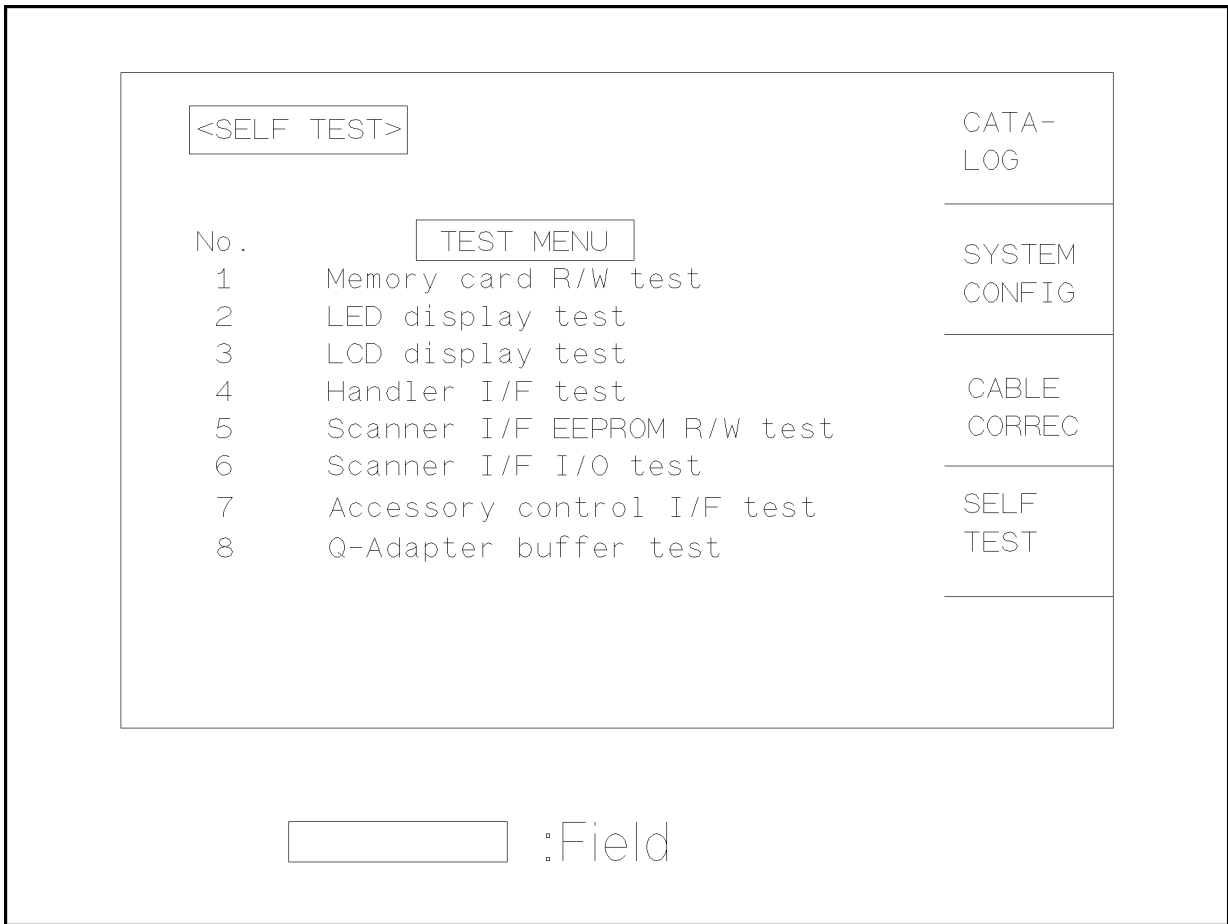 <SELF TEST>
No. TEST MENU
1 Memory card R/W test
2 LED display test
3 LCD display test
4 Handler I/F test
5 Scanner I/F EEPROM R/W test
6 Scanner I/F I/O test
7 Accessory control I/F test
8 Q-Adapter buffer test
CATA-
LOG
SYSTEM
CONFIG
CABLE
CORREC
SELF
TEST
:Field